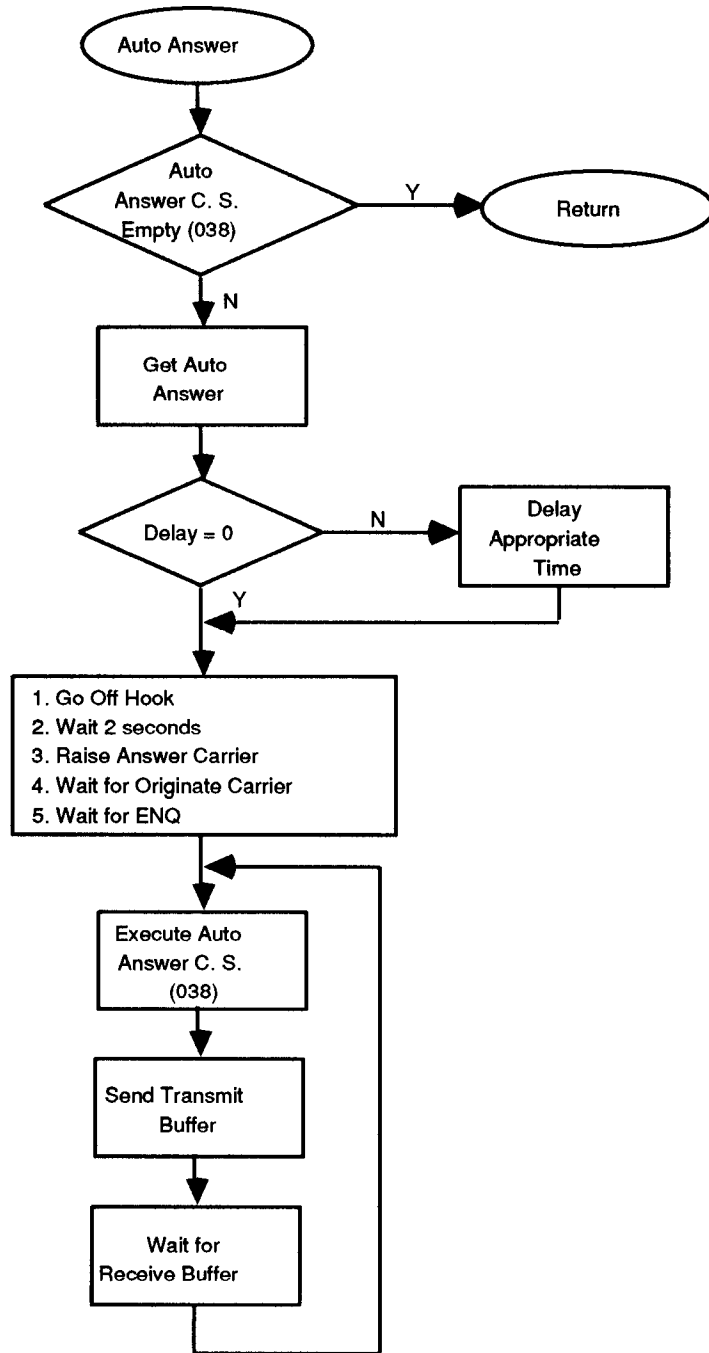 Auto Answer
Auto
Answer C. S.
Empty (038)
Y
Return
N
Get Auto
Answer
Delay = 0
N
Delay
Appropriate
Time
Y
1. Go Off Hook
2. Wait 2 seconds
3. Raise Answer Carrier
4. Wait for Originate Carrier
5. Wait for ENQ
Execute Auto
Answer C. S.
(038)
Send Transmit
Buffer
Wait for
Receive Buffer